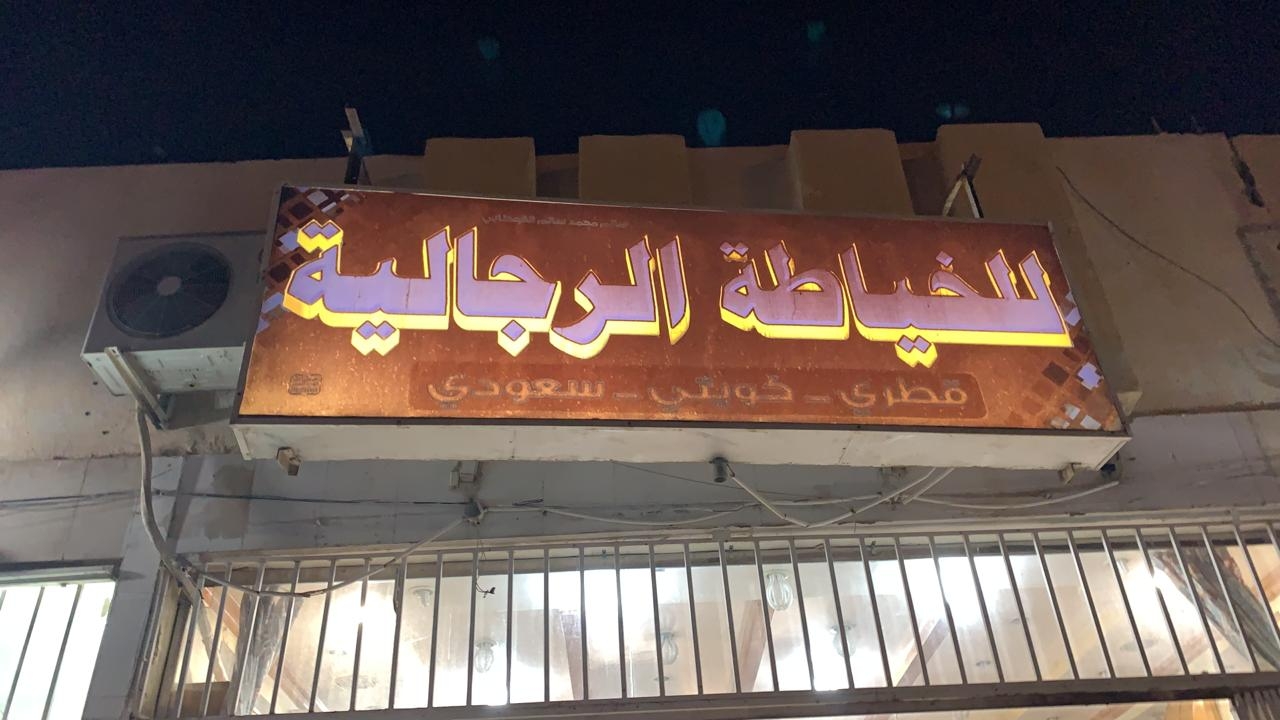 للخياطة الرجالية
قطري - كويتي - سعودي